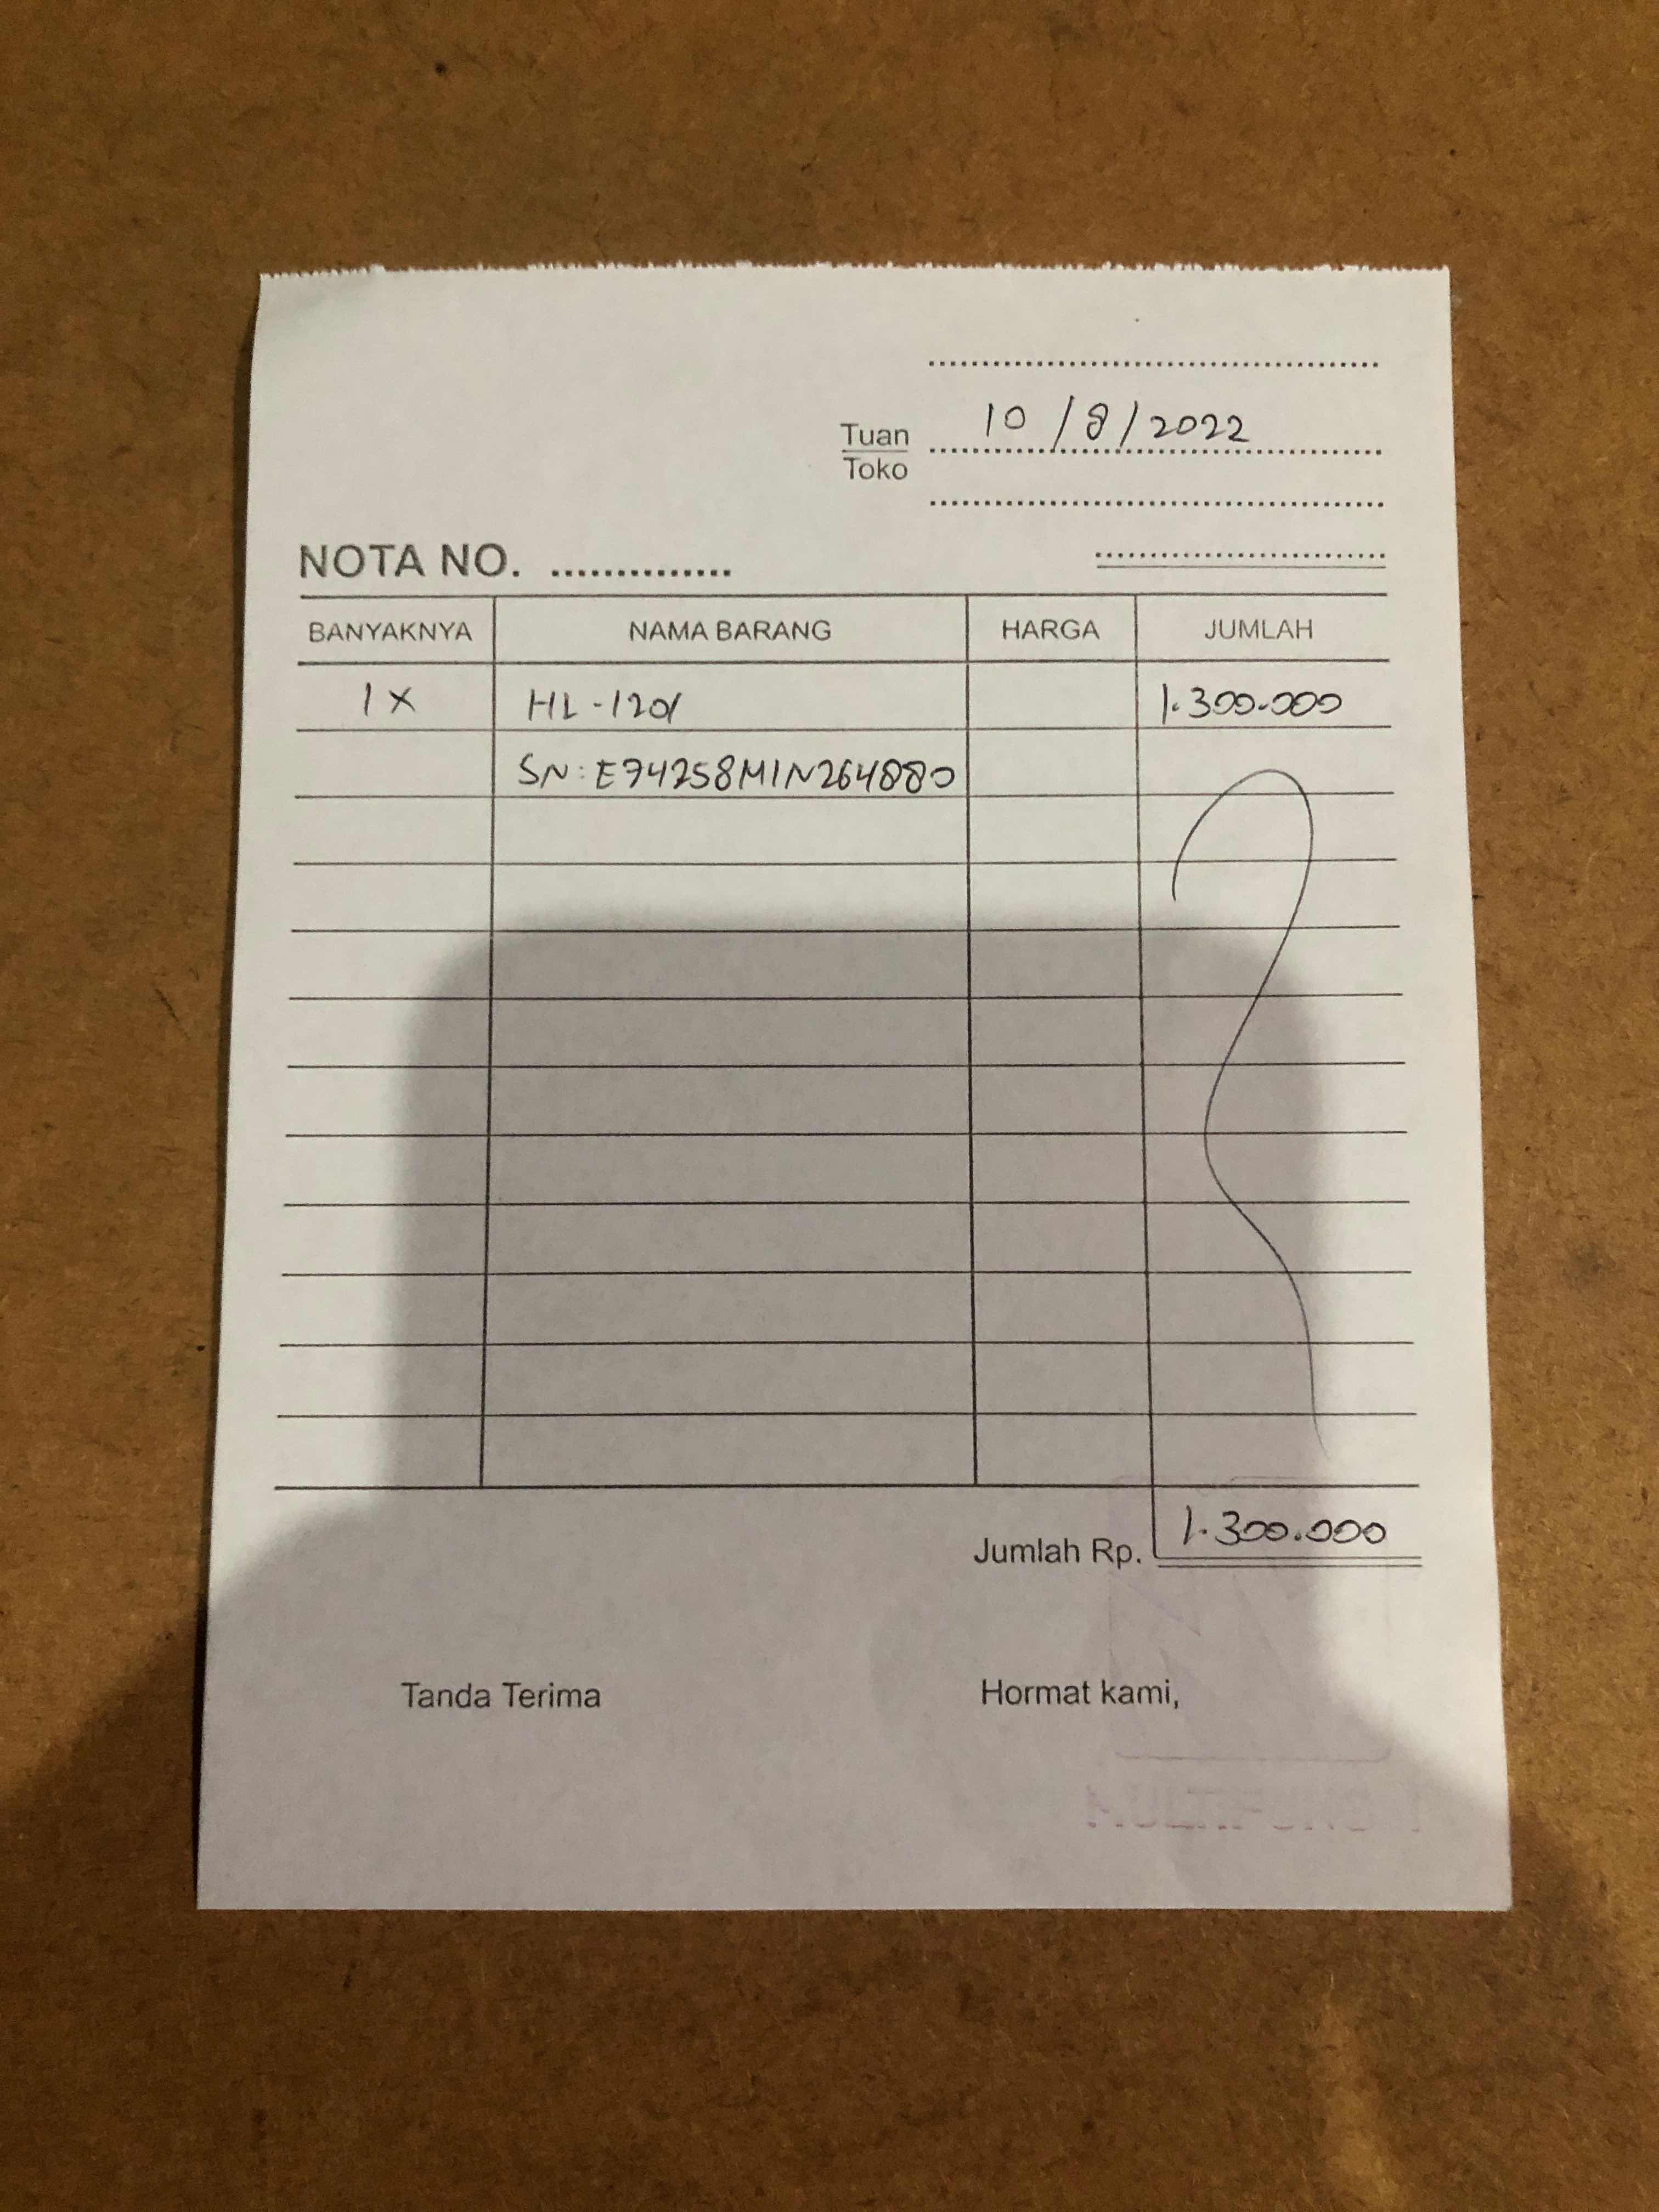 10/8/2022
Tuan
Toko
NOTA NO. ..............
BANYAKNYA NAMA BARANG HARGA JUMLAH
1 X HL-1201 1.300.000
SN: E74258M1N264880
Jumlah Rp. 1.300.000
Tanda Terima Hormat kami,